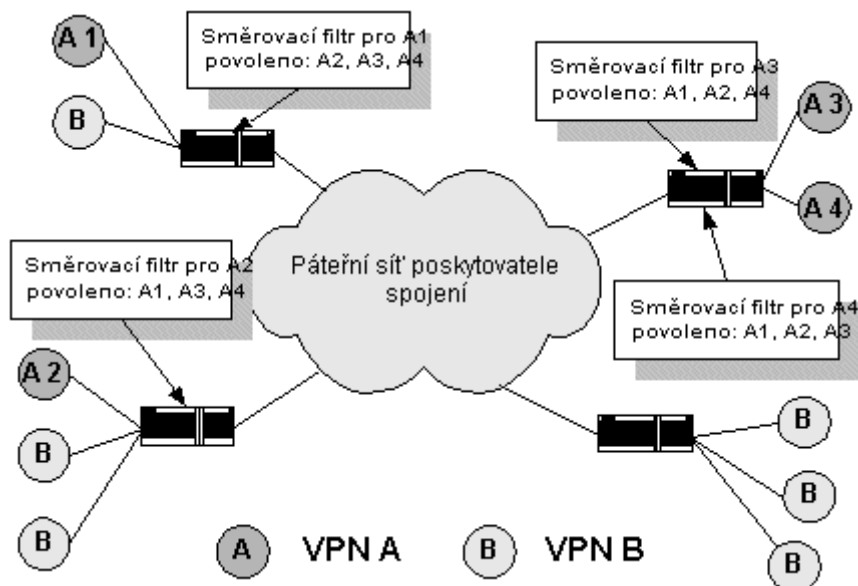 A 1
Směrovací filtr pro A1
povoleno: A2, A3, A4
B
Směrovací filtr pro A3
povoleno: A1, A2, A4
A 3
A 4
Směrovací filtr pro A2
povoleno: A1, A3, A4
Páteřní síť poskytovatele
spojení
Směrovací filtr pro A4
povoleno: A1, A2, A3
A 2
B
B
B
B
B
A VPN A
B VPN B